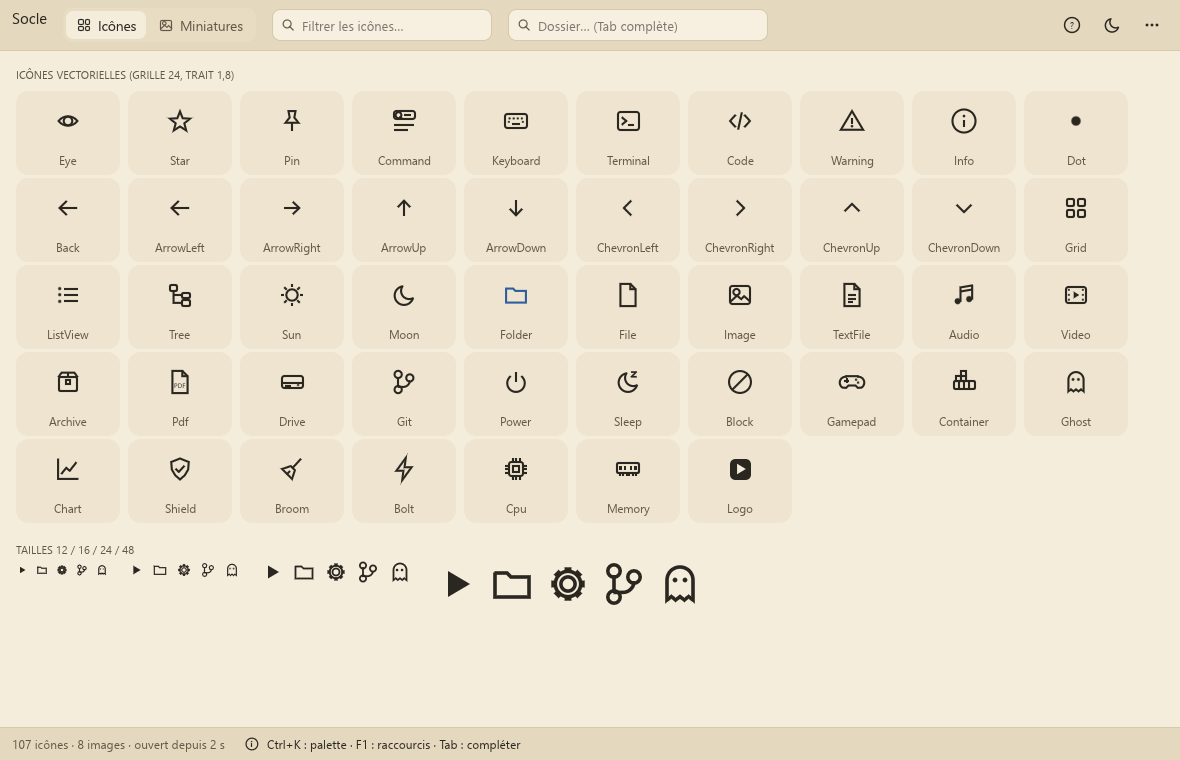 Socle
Icônes
Miniatures
Filtrer les icônes...
Dossier... (Tab complète)
?
ICÔNES VECTORIELLES (GRILLE 24, TRAIT 1,8)
Eye Star Pin Command Keyboard Terminal Code Warning Info Dot
Back ArrowLeft ArrowRight ArrowUp ArrowDown ChevronLeft ChevronRight ChevronUp ChevronDown Grid
ListView Tree Sun Moon Folder File Image TextFile Audio Video
PDF
Archive Pdf Drive Git Power Sleep Block Gamepad Container Ghost
Chart Shield Broom Bolt Cpu Memory Logo
TAILLES 12 / 16 / 24 / 48
107 icônes · 8 images · ouvert depuis 2 s
Ctrl+K : palette · F1 : raccourcis · Tab : compléter